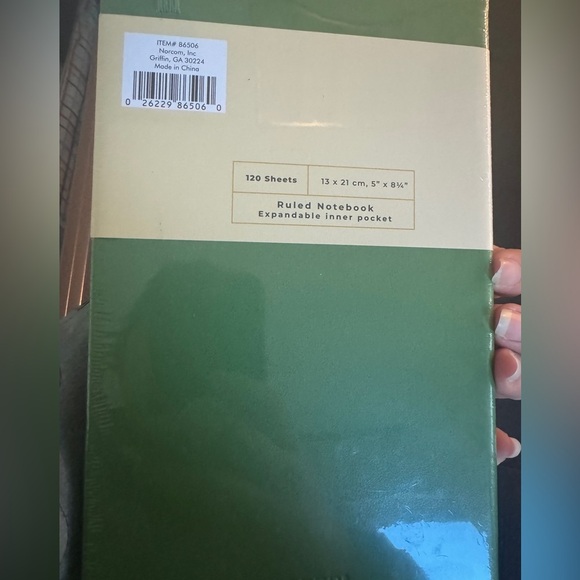 ITEM# 86506
Norcom, Inc
Griffin, GA 30224
Made in China
0 26229 86506 0
120 Sheets
13 x 21 cm, 5" x 8¼"
Ruled Notebook
Expandable inner pocket